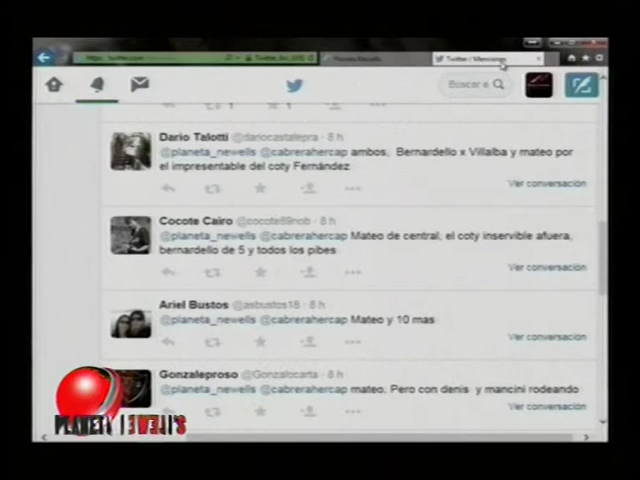 Buscar e
Dario Talotti @dariocastalepra · 8 h
@planeta_newells @cabrerahercap ambos, Bernardello x Villalba y mateo por
el impresentable del coty Fernández
Ver conversación
Cocote Cairo @cocote89nob · 8 h
@planeta_newells @cabrerahercap Mateo de central, el coty inservible afuera,
bernardello de 5 y todos los pibes
Ver conversación
Ariel Bustos @asbustos18 · 8 h
@planeta_newells @cabrerahercap Mateo y 10 mas
Ver conversación
Gonzaleproso @Gonzalocarta · 8 h
@planeta_newells @cabrerahercap mateo. Pero con denis y mancini rodeando
Ver conversación
PLANETA NEWELL'S